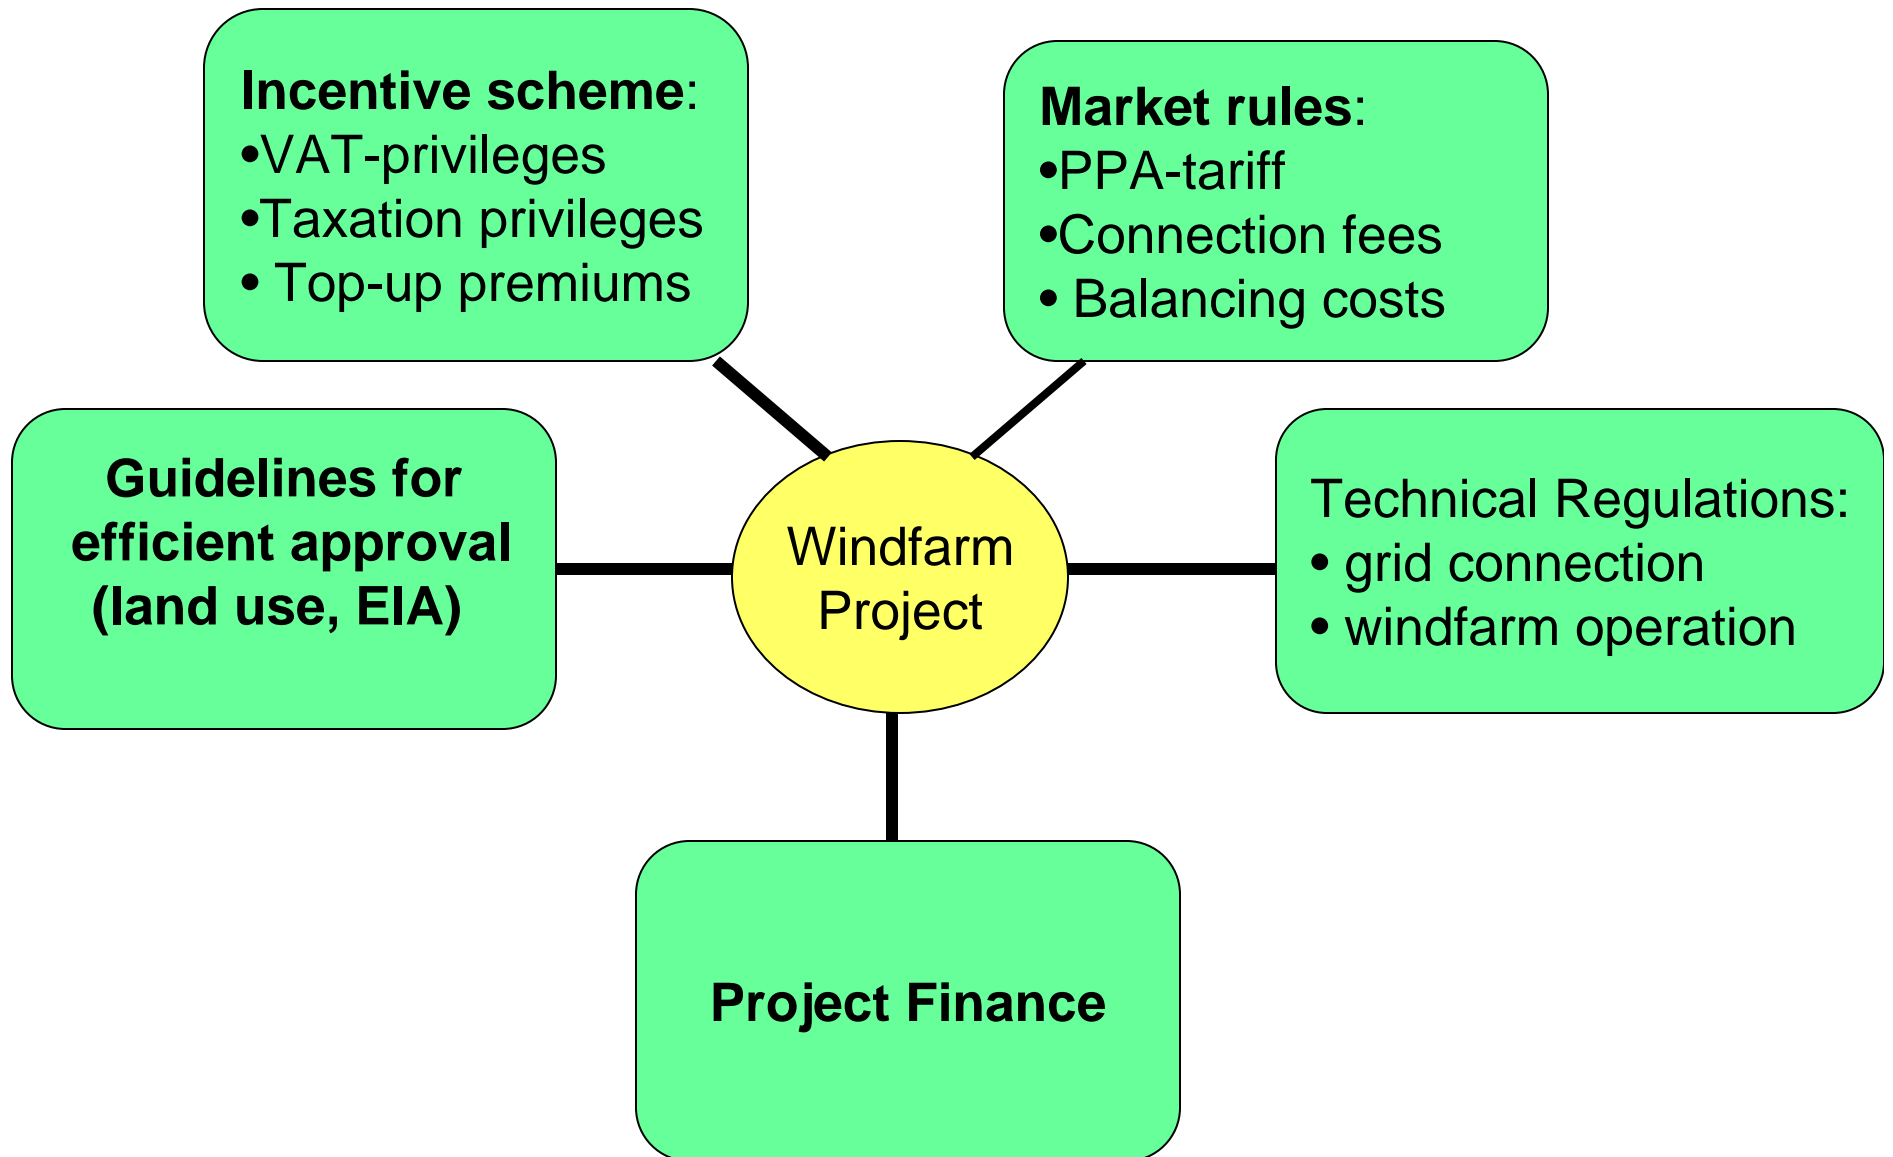 Incentive scheme:
•VAT-privileges
•Taxation privileges
• Top-up premiums
Market rules:
•PPA-tariff
•Connection fees
• Balancing costs
Guidelines for
efficient approval
(land use, EIA)
Windfarm
Project
Technical Regulations:
• grid connection
• windfarm operation
Project Finance